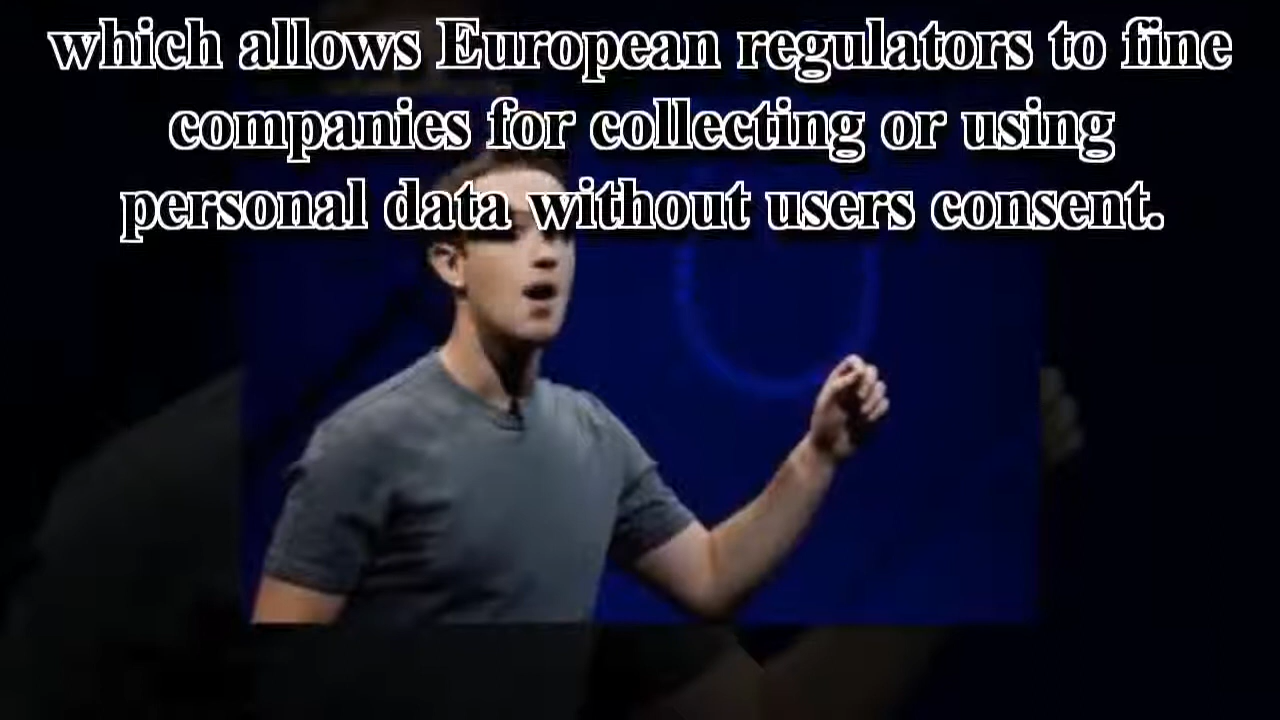 which allows European regulators to fine
companies for collecting or using
personal data without users consent.